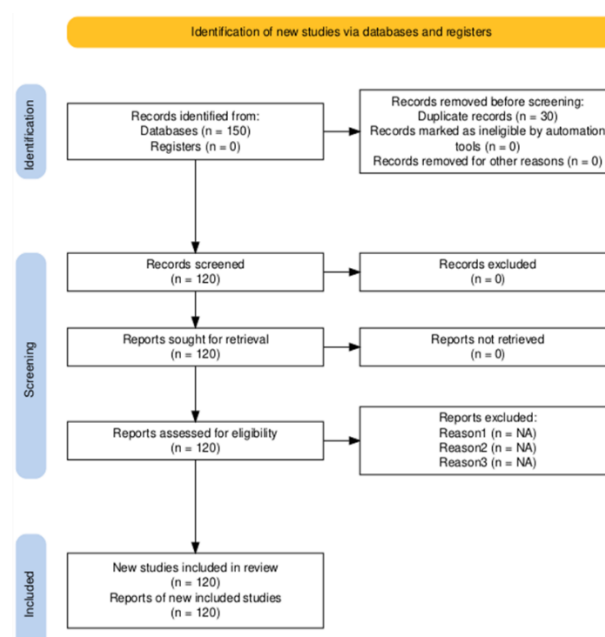 Identification of new studies via databases and registers
Identification
Records identified from:
Databases (n = 150)
Registers (n = 0)
Records removed before screening:
Duplicate records (n = 30)
Records marked as ineligible by automation
tools (n = 0)
Records removed for other reasons (n = 0)
Screening
Records screened
(n = 120)
Records excluded
(n = 0)
Reports sought for retrieval
(n = 120)
Reports not retrieved
(n = 0)
Reports assessed for eligibility
(n = 120)
Reports excluded:
Reason1 (n = NA)
Reason2 (n = NA)
Reason3 (n = NA)
Included
New studies included in review
(n = 120)
Reports of new included studies
(n = 120)